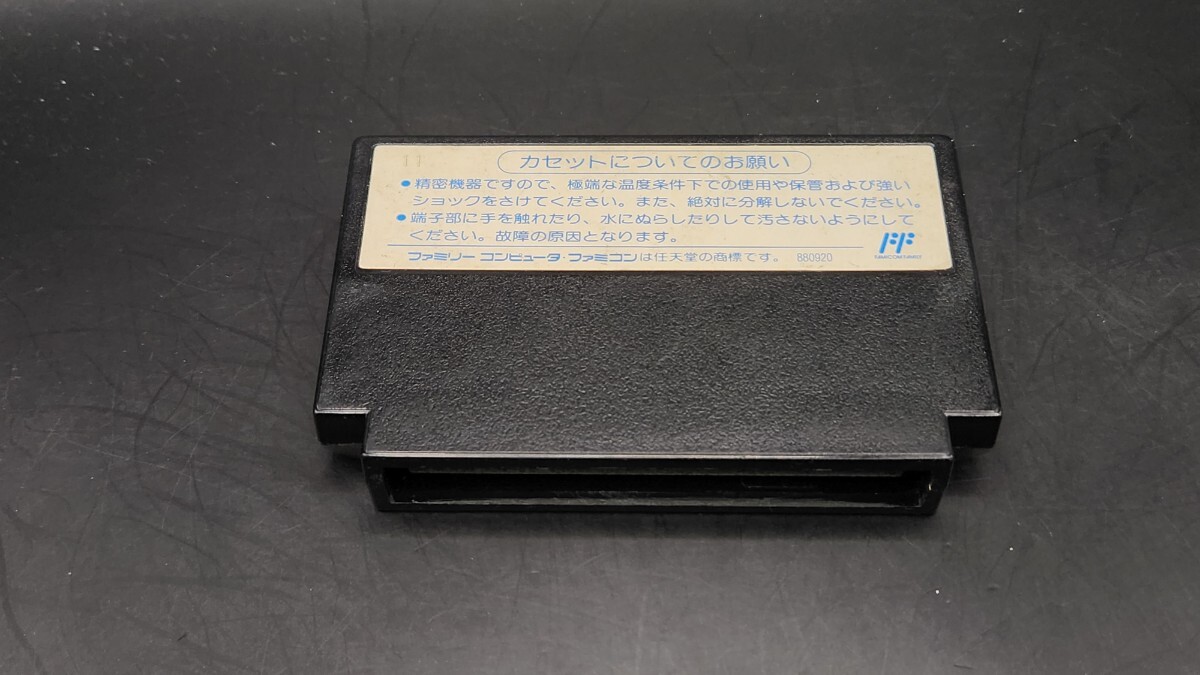 11
カセットについてのお願い
●精密機器ですので、極端な温度条件下での使用や保管および強い
ショックをさけてください。また、絶対に分解しないでください。
●端子部に手を触れたり、水にぬらしたりして汚さないようにして
ください。故障の原因となります。
ファミリー コンピュータ・ファミコンは任天堂の商標です。 880920
FF